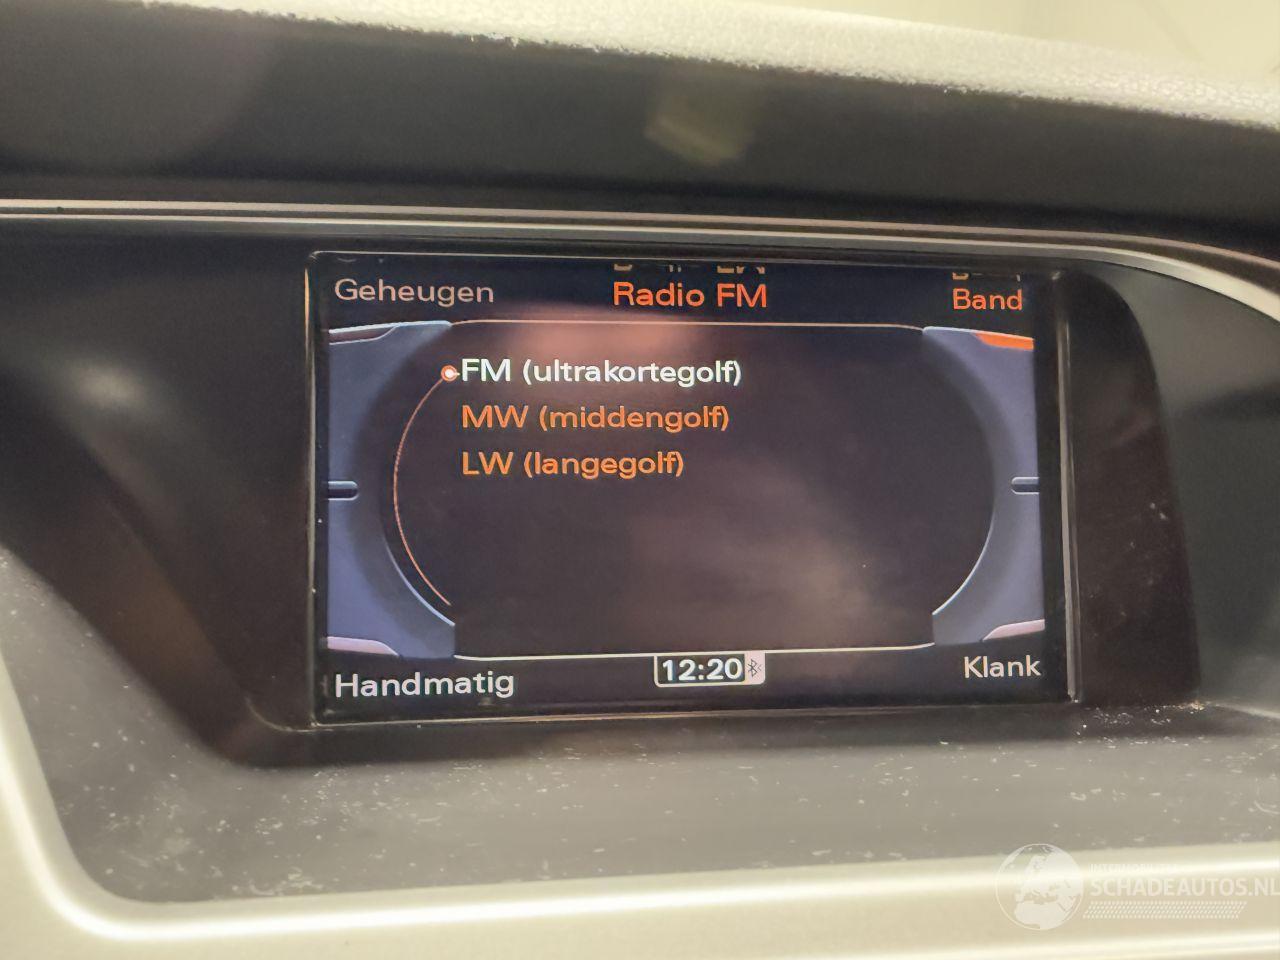 Geheugen
Radio FM
Band
FM (ultrakortegolf)
MW (middengolf)
LW (langegolf)
Handmatig
12:20
Klank
SCHADEAUTOS.NL